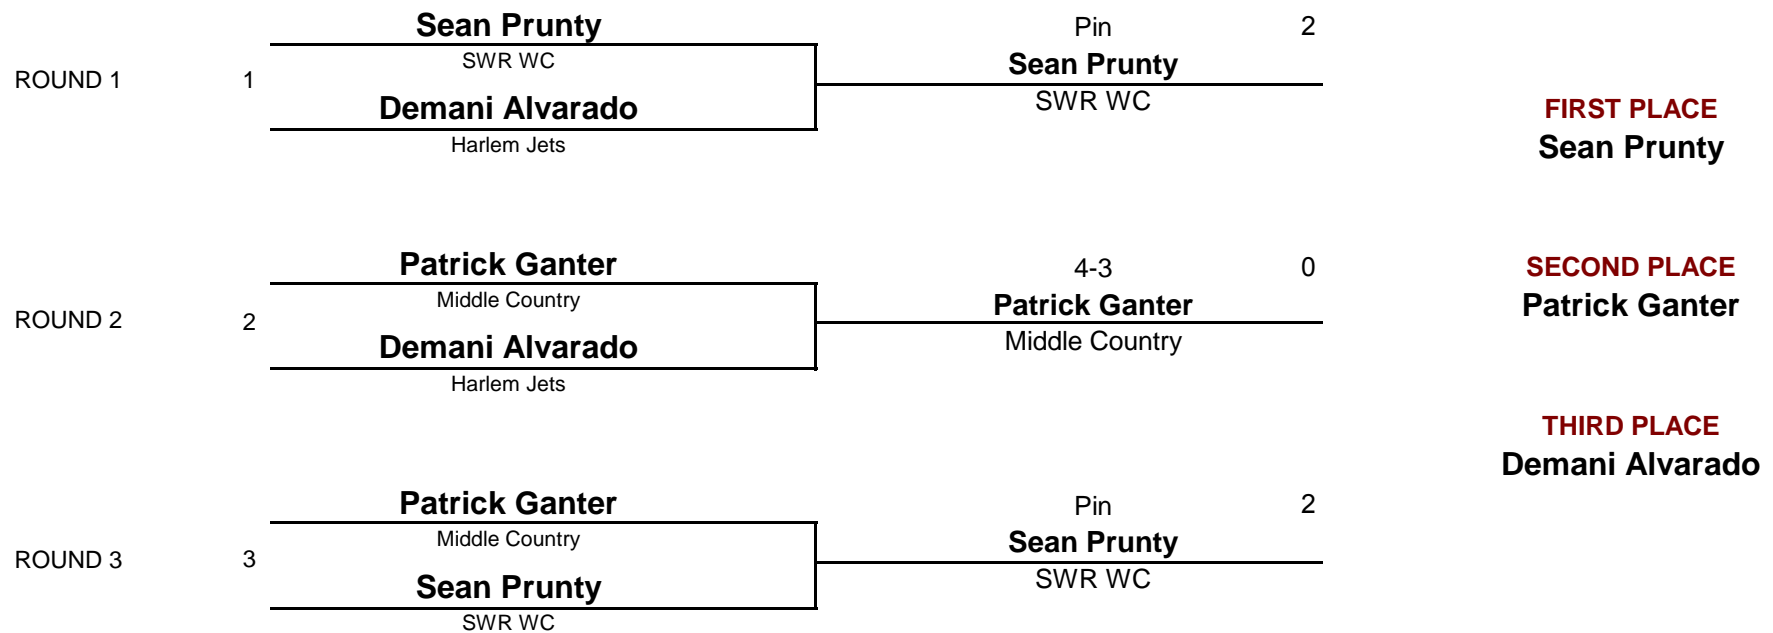 Sean Prunty
SWR WC
ROUND 1
1
Demani Alvarado
Harlem Jets
Pin 2
Sean Prunty
SWR WC
FIRST PLACE
Sean Prunty
Patrick Ganter
Middle Country
ROUND 2
2
Demani Alvarado
Harlem Jets
4-3 0
Patrick Ganter
Middle Country
SECOND PLACE
Patrick Ganter
THIRD PLACE
Demani Alvarado
Patrick Ganter
Middle Country
ROUND 3
3
Sean Prunty
SWR WC
Pin 2
Sean Prunty
SWR WC